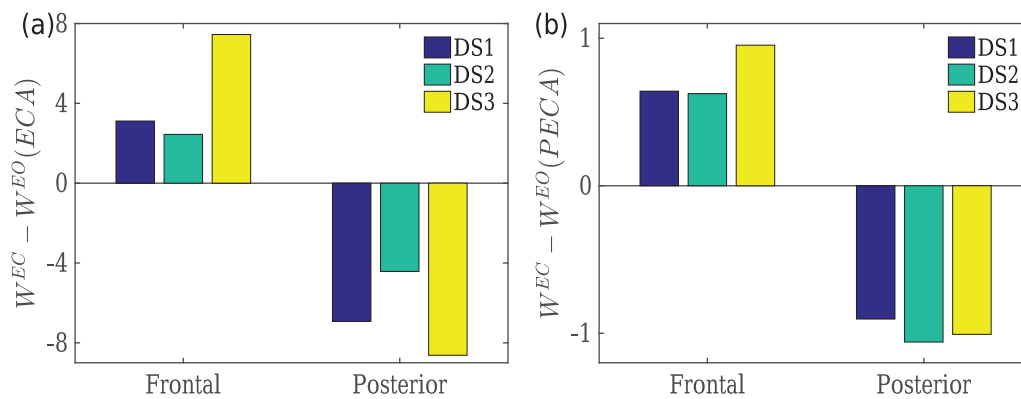 (a)
8
4
0
-4
-8
W^{EC} − W^{EO}(ECA)
DS1
DS2
DS3
Frontal
Posterior
(b)
1
0
-1
W^{EC} − W^{EO}(PECA)
DS1
DS2
DS3
Frontal
Posterior